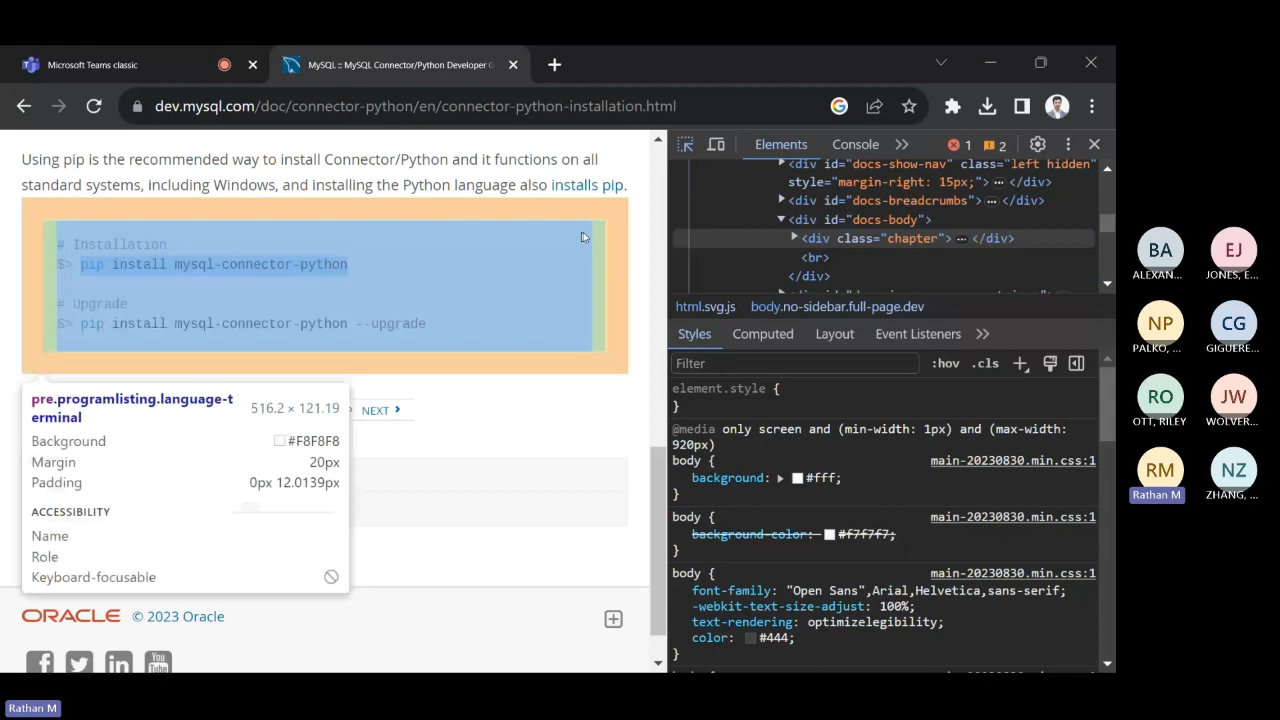 Microsoft Teams classic
MySQL :: MySQL Connector/Python Developer G
dev.mysql.com/doc/connector-python/en/connector-python-installation.html
Using pip is the recommended way to install Connector/Python and it functions on all
standard systems, including Windows, and installing the Python language also installs pip.
# Installation
$> pip install mysql-connector-python
# Upgrade
$> pip install mysql-connector-python --upgrade
pre.programlisting.language-t
erminal
516.2 × 121.19
Background
#F8F8F8
Margin
20px
Padding
0px 12.0139px
ACCESSIBILITY
Name
Role
Keyboard-focusable
NEXT
ORACLE © 2023 Oracle
You
Tube
Elements
Console
1
2
<div id="docs-show-nav" class="left hidden"
style="margin-right: 15px;"> … </div>
<div id="docs-breadcrumbs"> … </div>
<div id="docs-body">
<div class="chapter"> … </div>
<br>
</div>
html.svg.js
body.no-sidebar.full-page.dev
Styles
Computed
Layout
Event Listeners
Filter
:hov
.cls
element.style {
}
@media only screen and (min-width: 1px) and (max-width:
920px)
body {
main-20230830.min.css:1
background: #fff;
}
body {
main-20230830.min.css:1
background-color: #f7f7f7;
}
body {
main-20230830.min.css:1
font-family: "Open Sans",Arial,Helvetica,sans-serif;
-webkit-text-size-adjust: 100%;
text-rendering: optimizelegibility;
color: #444;
}
BA
ALEXAN...
EJ
JONES, E...
NP
PALKO, ...
CG
GIGUERE...
RO
OTT, RILEY
JW
WOLVER...
RM
Rathan M
NZ
ZHANG, ...
Rathan M